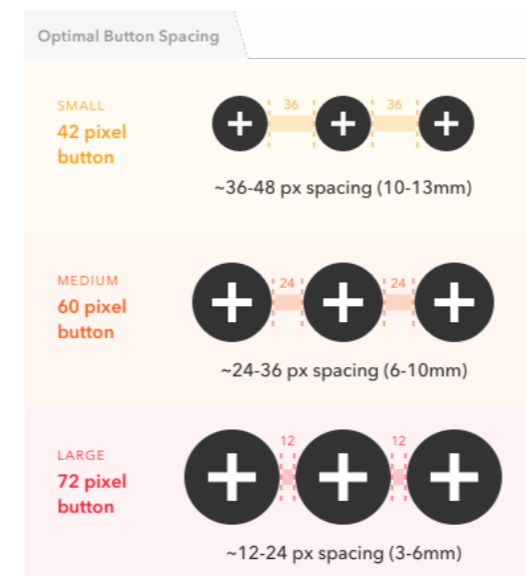 Optimal Button Spacing
SMALL
42 pixel
button
36 36
~36-48 px spacing (10-13mm)
MEDIUM
60 pixel
button
24 24
~24-36 px spacing (6-10mm)
LARGE
72 pixel
button
12 12
~12-24 px spacing (3-6mm)